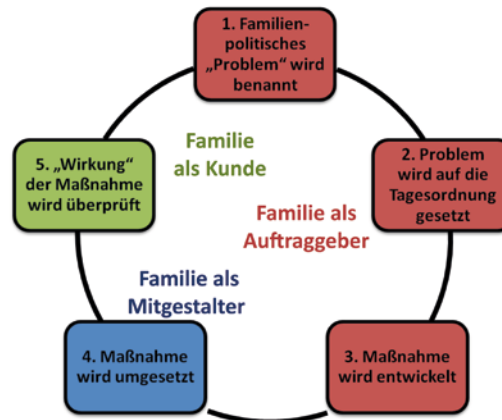 1. Familien-
politisches
„Problem“ wird
benannt
2. Problem
wird auf die
Tagesordnung
gesetzt
3. Maßnahme
wird entwickelt
4. Maßnahme
wird umgesetzt
5. „Wirkung“
der Maßnahme
wird überprüft
Familie
als Kunde
Familie als
Auftraggeber
Familie als
Mitgestalter